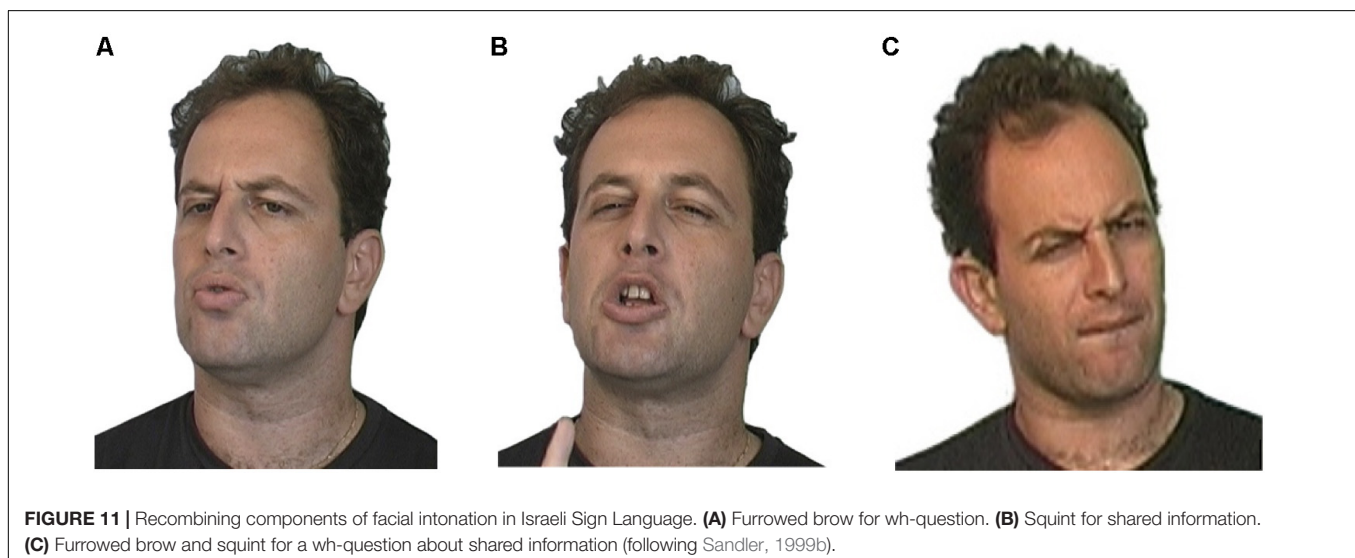 A B C
FIGURE 11 | Recombining components of facial intonation in Israeli Sign Language. (A) Furrowed brow for wh-question. (B) Squint for shared information.
(C) Furrowed brow and squint for a wh-question about shared information (following Sandler, 1999b).